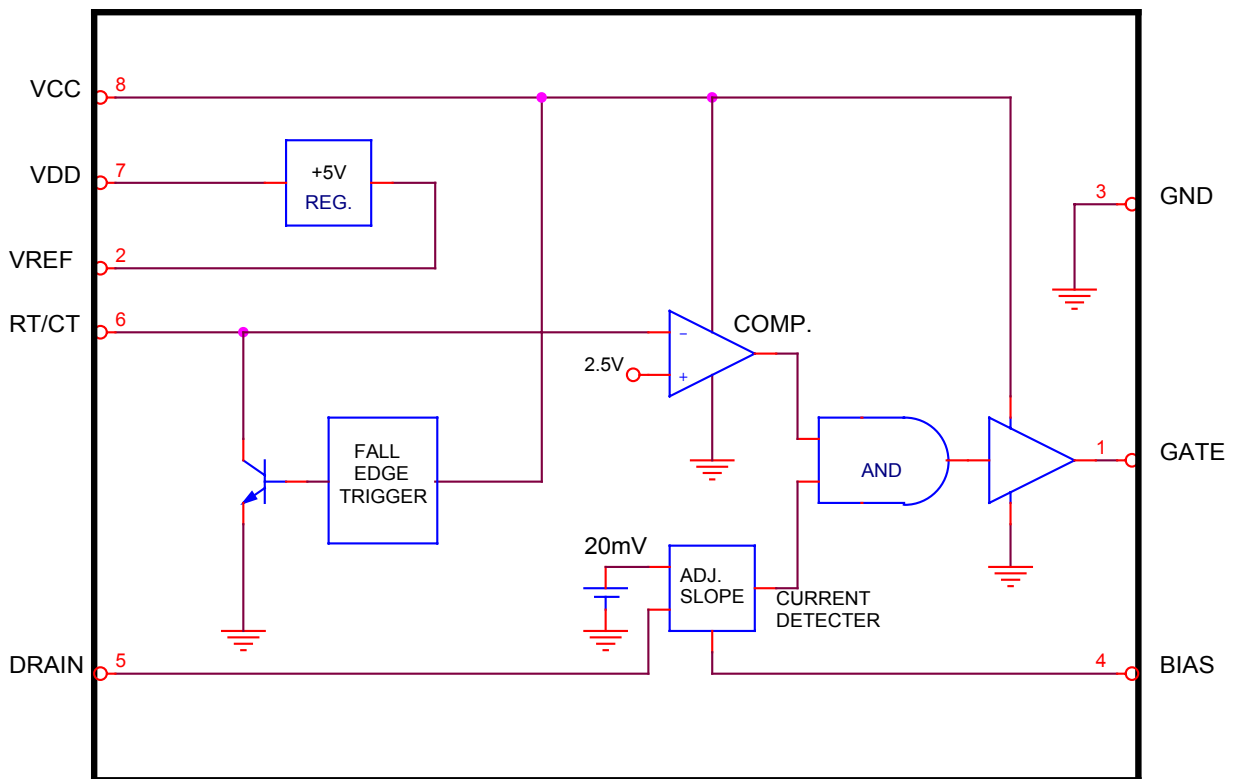 VCC
8
VDD
7
+5V
REG.
3
GND
VREF
2
RT/CT
6
COMP.
−
2.5V
+
FALL
EDGE
TRIGGER
AND
1
GATE
20mV
ADJ.
SLOPE
CURRENT
DETECTER
DRAIN
5
4
BIAS